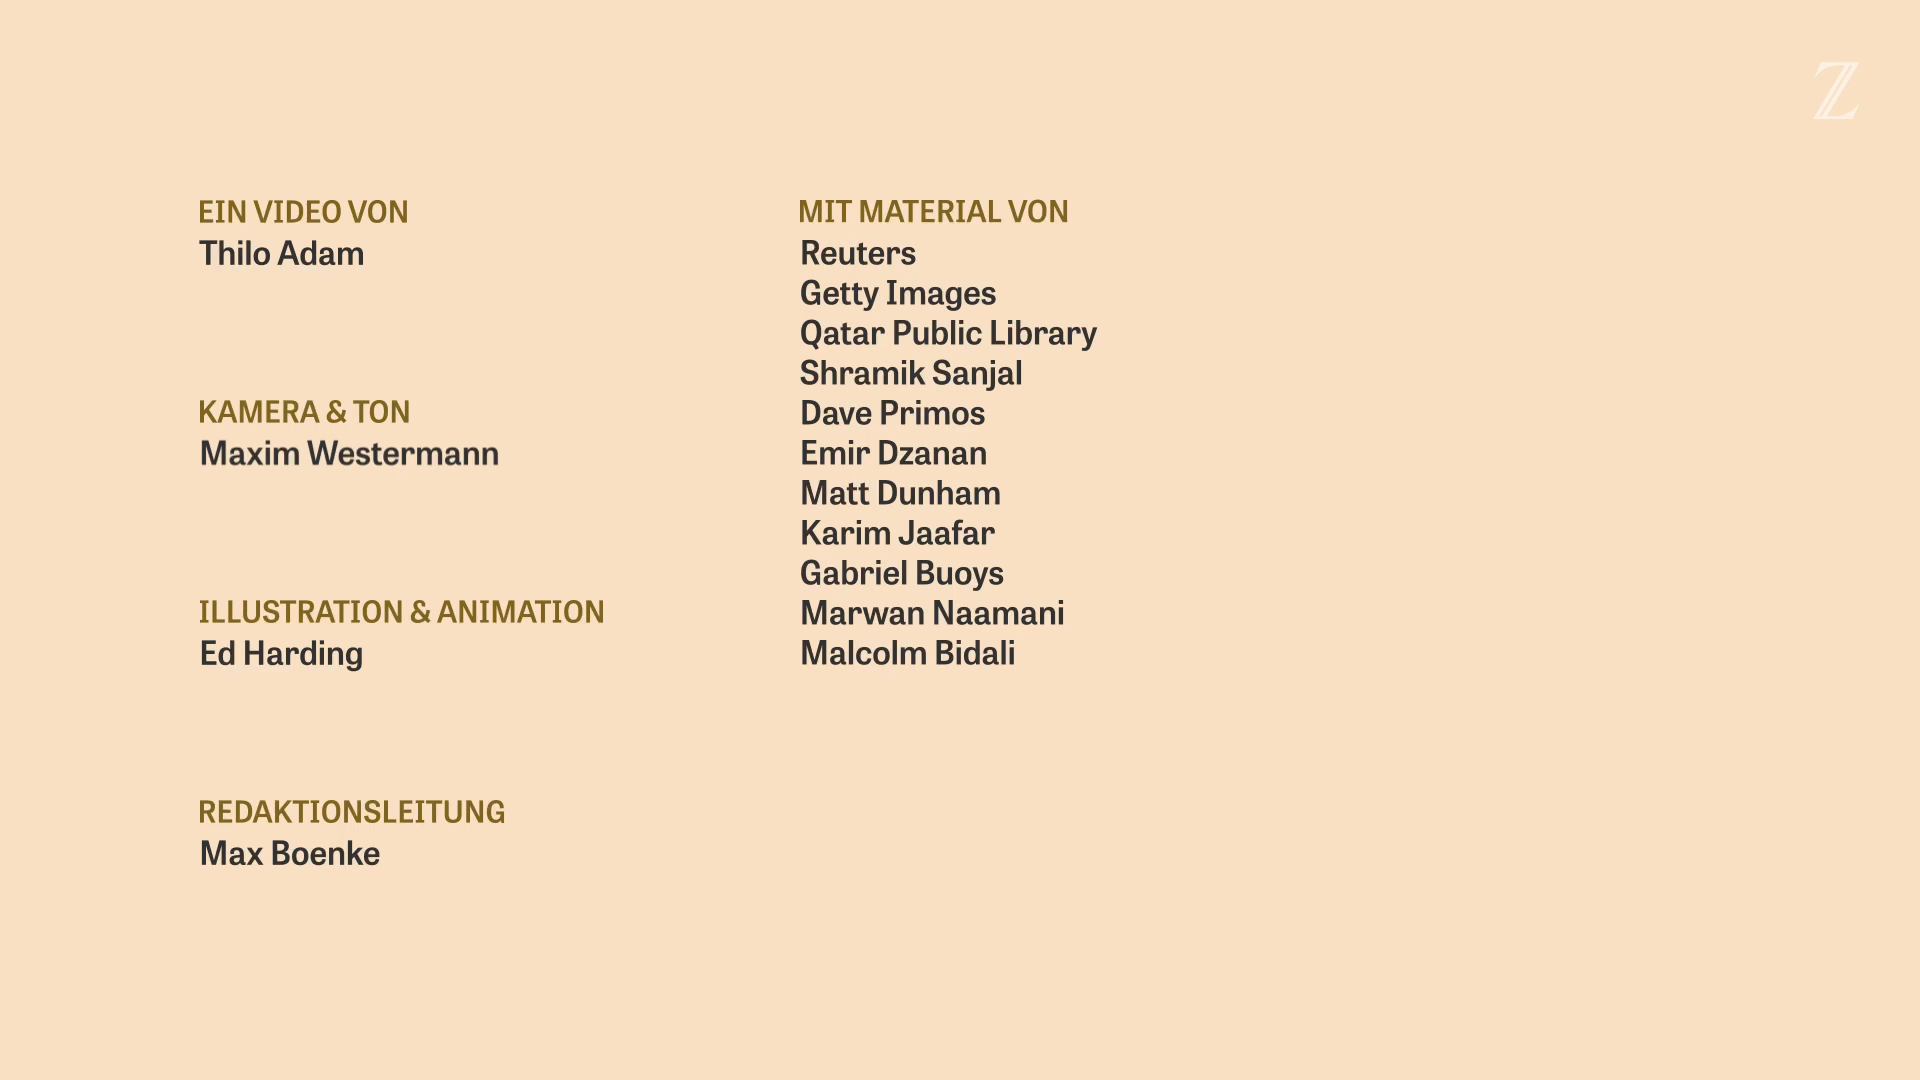 Z
EIN VIDEO VON
Thilo Adam
KAMERA & TON
Maxim Westermann
ILLUSTRATION & ANIMATION
Ed Harding
REDAKTIONSLEITUNG
Max Boenke
MIT MATERIAL VON
Reuters
Getty Images
Qatar Public Library
Shramik Sanjal
Dave Primos
Emir Dzanan
Matt Dunham
Karim Jaafar
Gabriel Buoys
Marwan Naamani
Malcolm Bidali